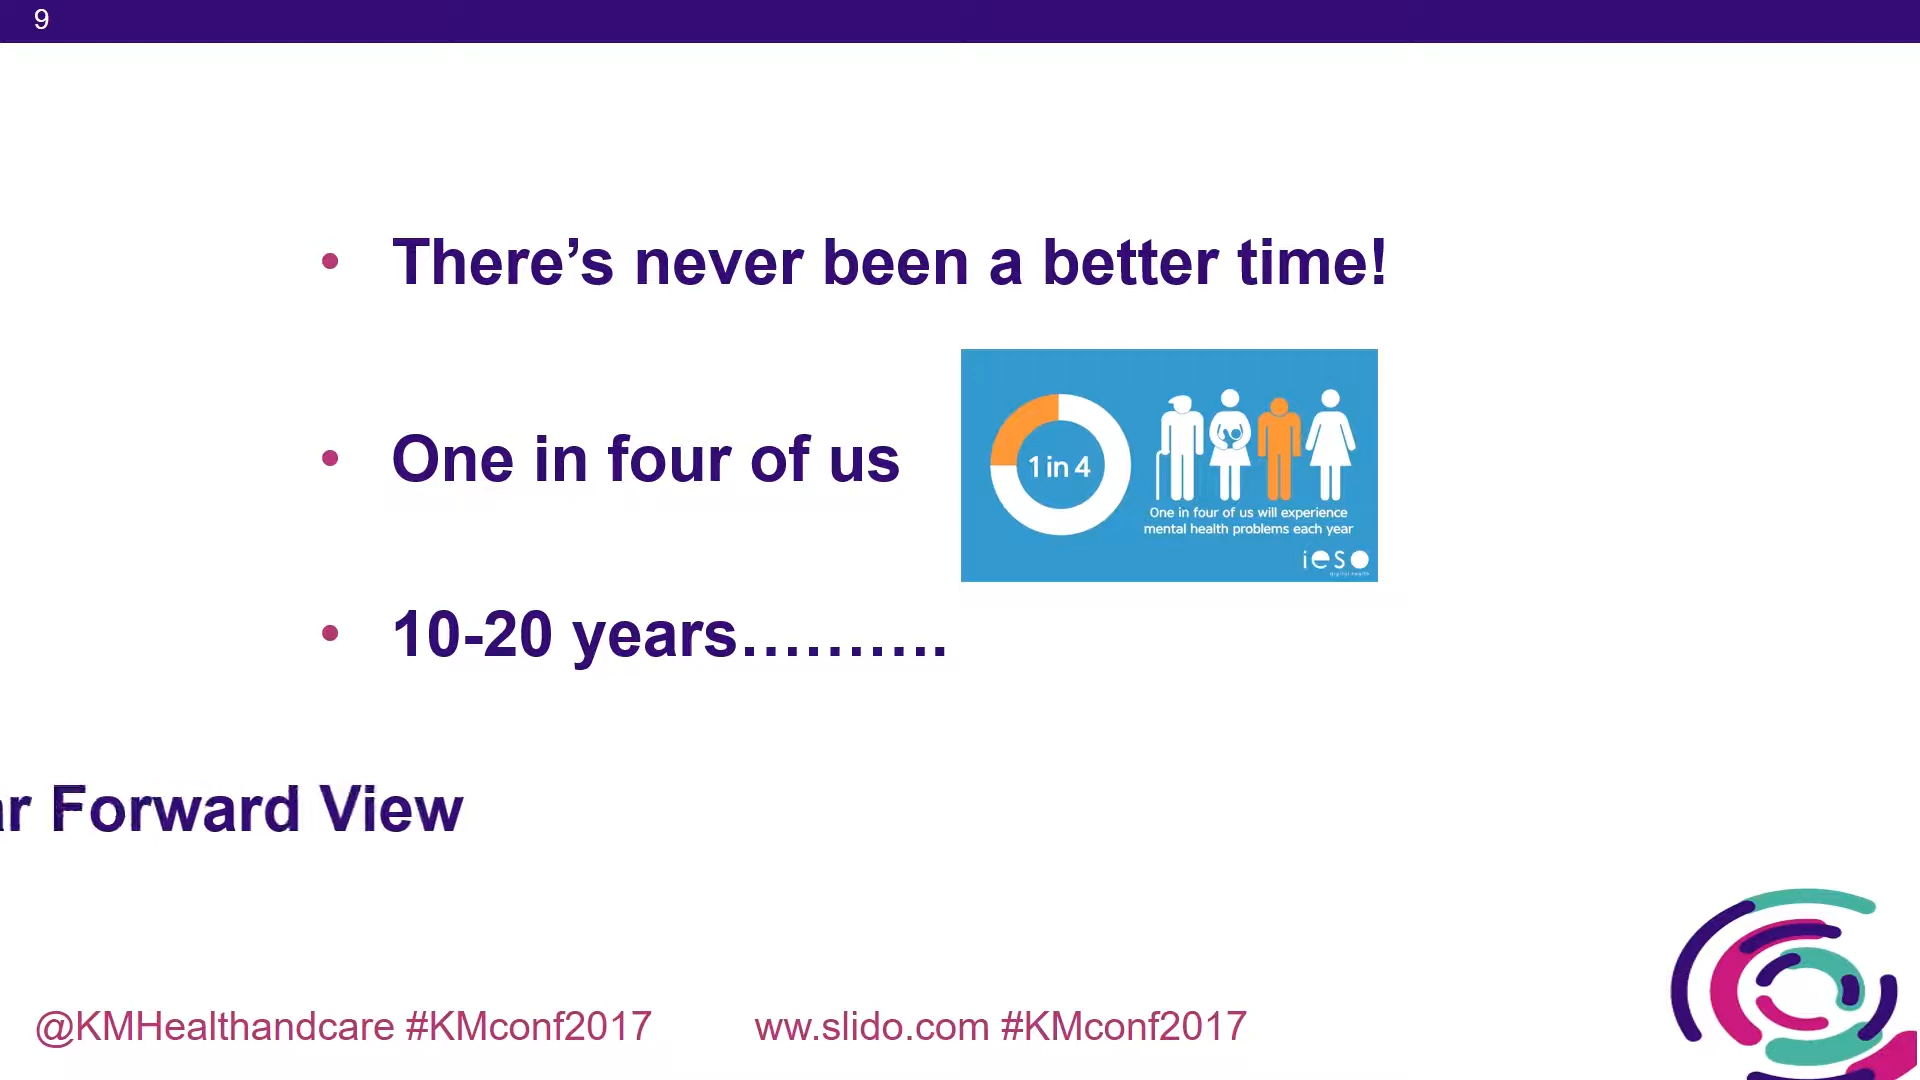 9
• There’s never been a better time!
• One in four of us
1 in 4
One in four of us will experience
mental health problems each year
ieso
digital health
• 10-20 years……….
Forward View
@KMHealthandcare #KMconf2017
ww.slido.com #KMconf2017